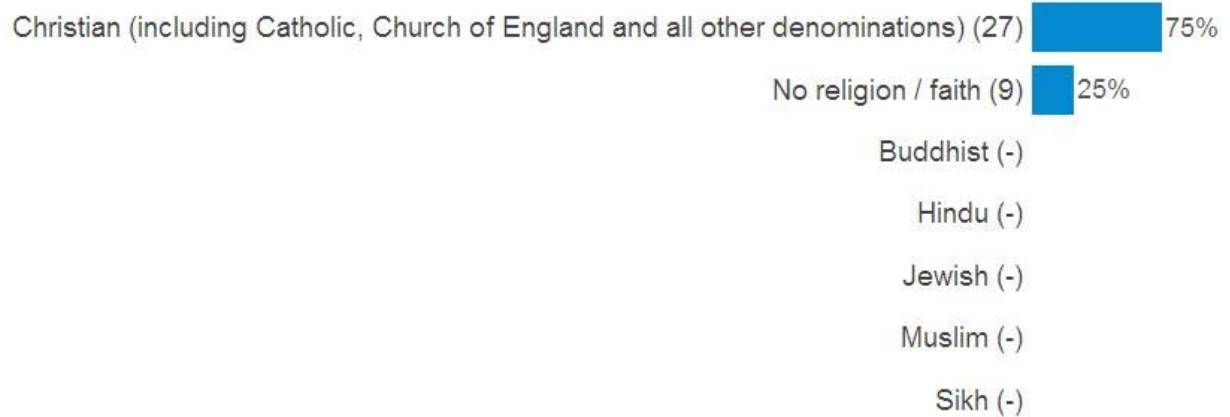 Christian (including Catholic, Church of England and all other denominations) (27) 75%
No religion / faith (9) 25%
Buddhist (-)
Hindu (-)
Jewish (-)
Muslim (-)
Sikh (-)